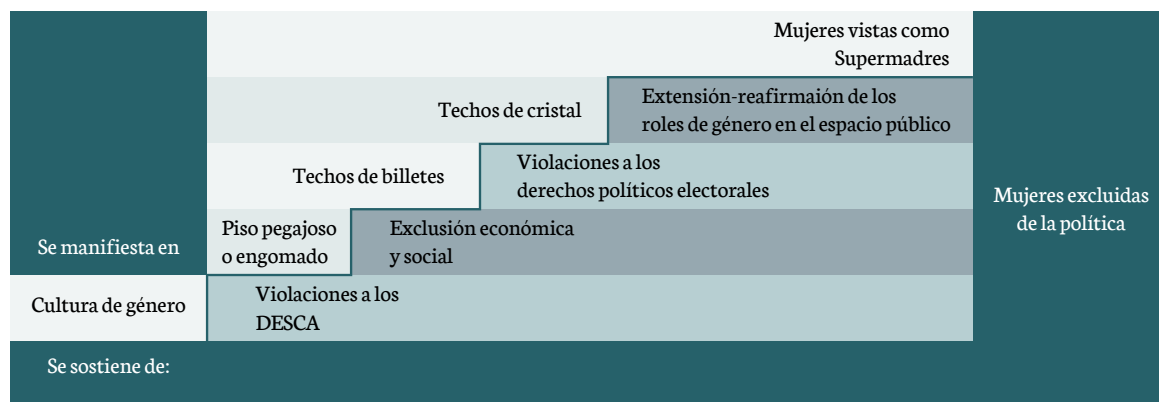 Mujeres vistas como
Supermadres
Techos de cristal
Extensión-reafirmaión de los
roles de género en el espacio público
Techos de billetes
Violaciones a los
derechos políticos electorales
Mujeres excluidas
de la política
Se manifiesta en
Piso pegajoso
o engomado
Exclusión económica
y social
Cultura de género
Violaciones a los
DESCA
Se sostiene de: